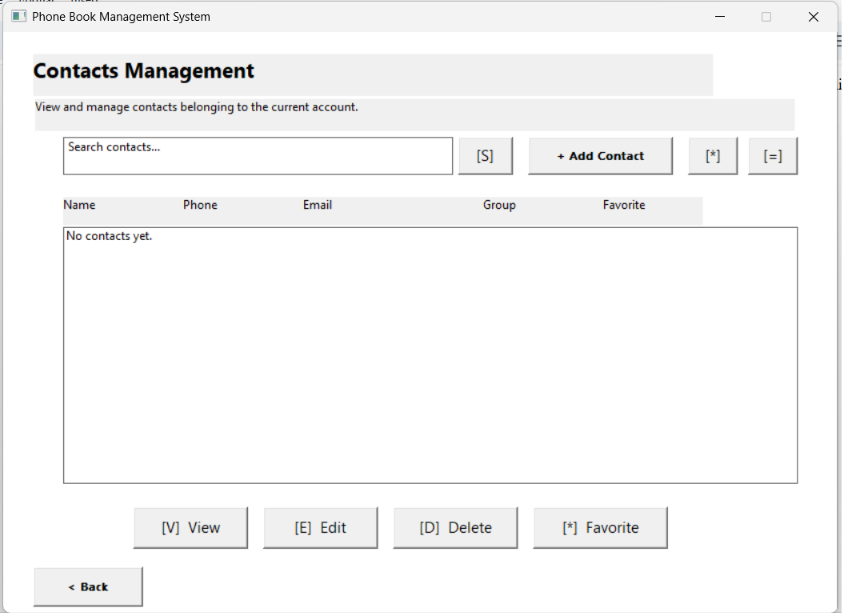 Phone Book Management System
Contacts Management
View and manage contacts belonging to the current account.
Search contacts... [S] + Add Contact [*] [=]
Name Phone Email Group Favorite
No contacts yet.
[V] View [E] Edit [D] Delete [*] Favorite
< Back